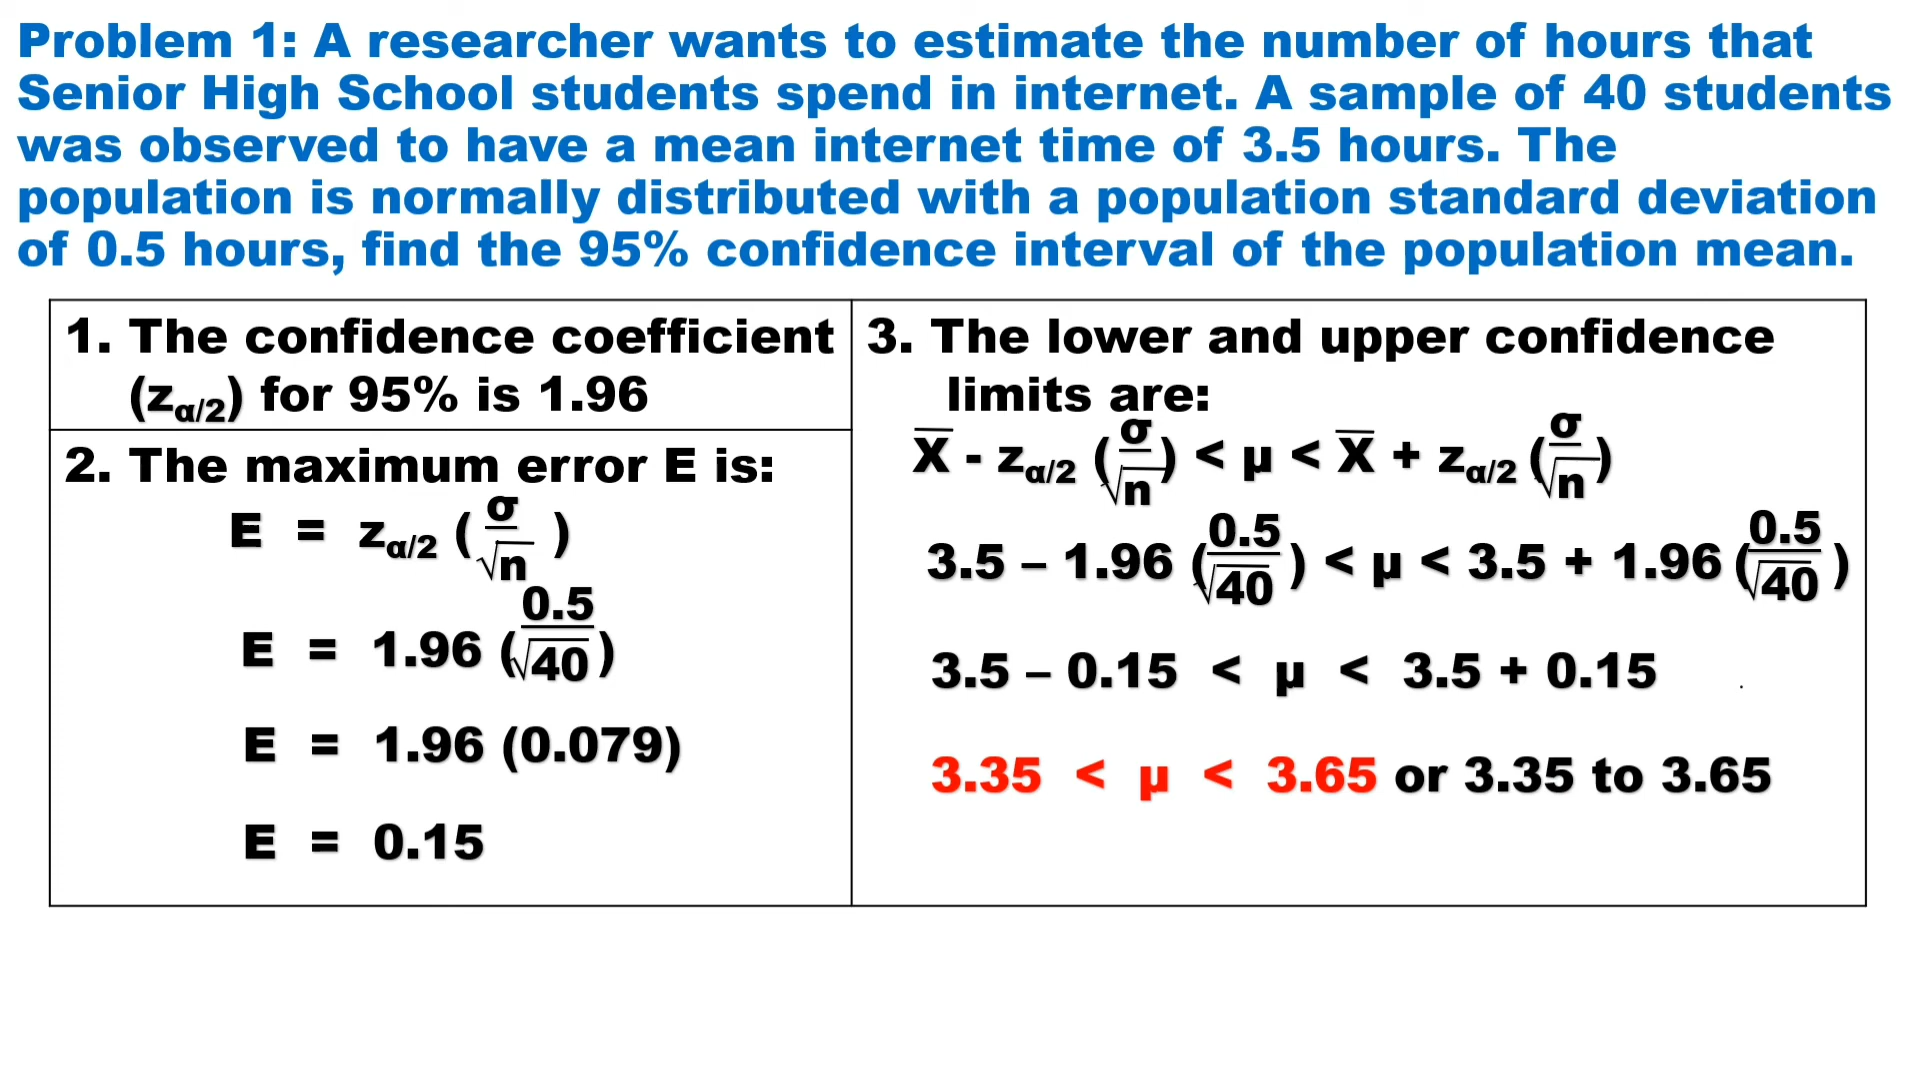 Problem 1: A researcher wants to estimate the number of hours that
Senior High School students spend in internet. A sample of 40 students
was observed to have a mean internet time of 3.5 hours. The
population is normally distributed with a population standard deviation
of 0.5 hours, find the 95% confidence interval of the population mean.
1. The confidence coefficient
(zα/2) for 95% is 1.96
2. The maximum error E is:
E = zα/2 (σ/√n)
E = 1.96 (0.5/√40)
E = 1.96 (0.079)
E = 0.15
3. The lower and upper confidence
limits are:
X̅ - zα/2 (σ/√n) < μ < X̅ + zα/2 (σ/√n)
3.5 – 1.96 (0.5/√40) < μ < 3.5 + 1.96 (0.5/√40)
3.5 – 0.15 < μ < 3.5 + 0.15
3.35 < μ < 3.65 or 3.35 to 3.65